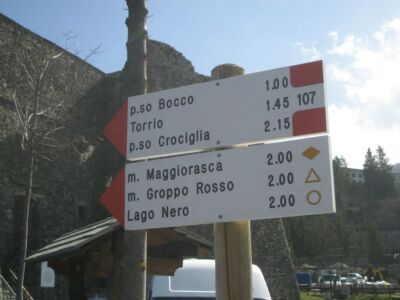 p.so Bocco 1.00
Torrio 1.45 107
p.so Crociglia 2.15
m. Maggiorasca 2.00
m. Groppo Rosso 2.00
Lago Nero 2.00